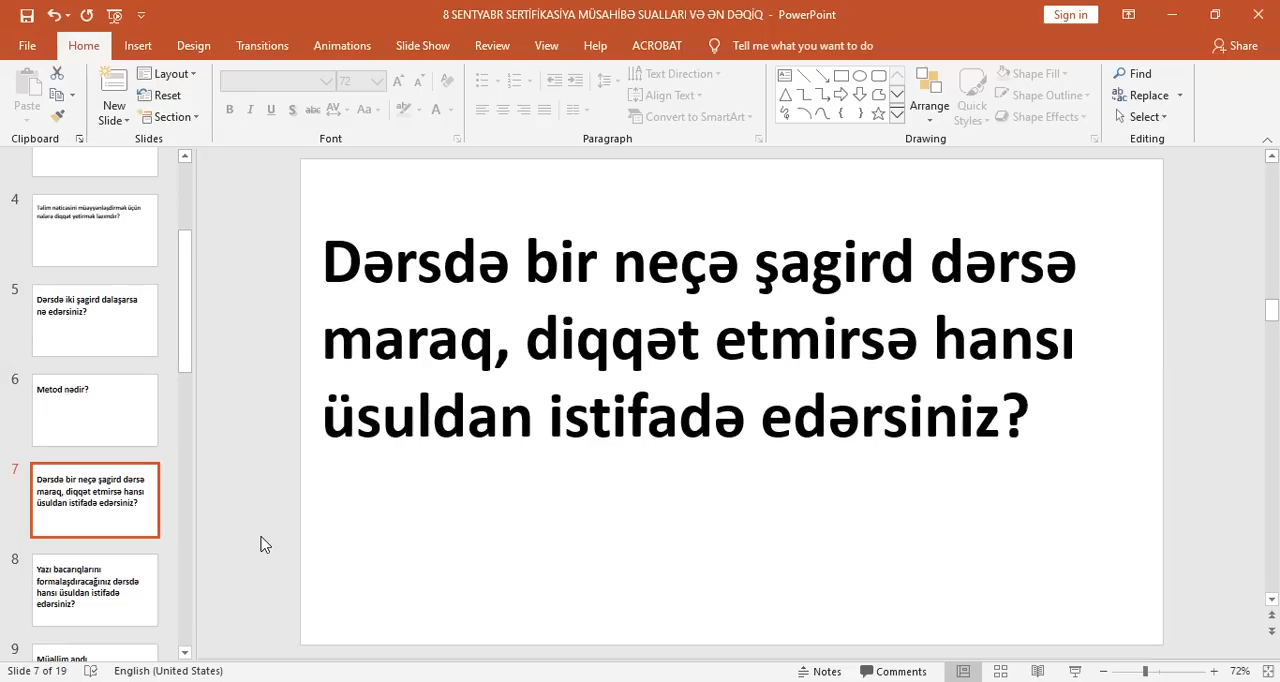 8 SENTYABR SERTİFİKASİYA MÜSAHİBƏ SUALLARI VƏ ƏN DƏQİQ - PowerPoint
Sign in
File Home Insert Design Transitions Animations Slide Show Review View Help ACROBAT Tell me what you want to do Share
Paste
New Slide
Layout
Reset
Section
72
Text Direction
Align Text
Convert to SmartArt
Arrange
Quick Styles
Shape Fill
Shape Outline
Shape Effects
Find
Replace
Select
Clipboard Slides Font Paragraph Drawing Editing
4
Təlim nəticəsini müəyyənləşdirmək üçün
nələrə diqqət yetirmək lazımdır?
5
Dərsdə iki şagird dalaşarsa
nə edərsiniz?
6
Metod nədir?
7
Dərsdə bir neçə şagird dərsə
maraq, diqqət etmirsə hansı
üsuldan istifadə edərsiniz?
8
Yazı bacarıqlarını
formalaşdıracağınız dərsdə
hansı üsuldan istifadə
edərsiniz?
9
Müəllim andı
Dərsdə bir neçə şagird dərsə
maraq, diqqət etmirsə hansı
üsuldan istifadə edərsiniz?
Slide 7 of 19 English (United States) Notes Comments 72%